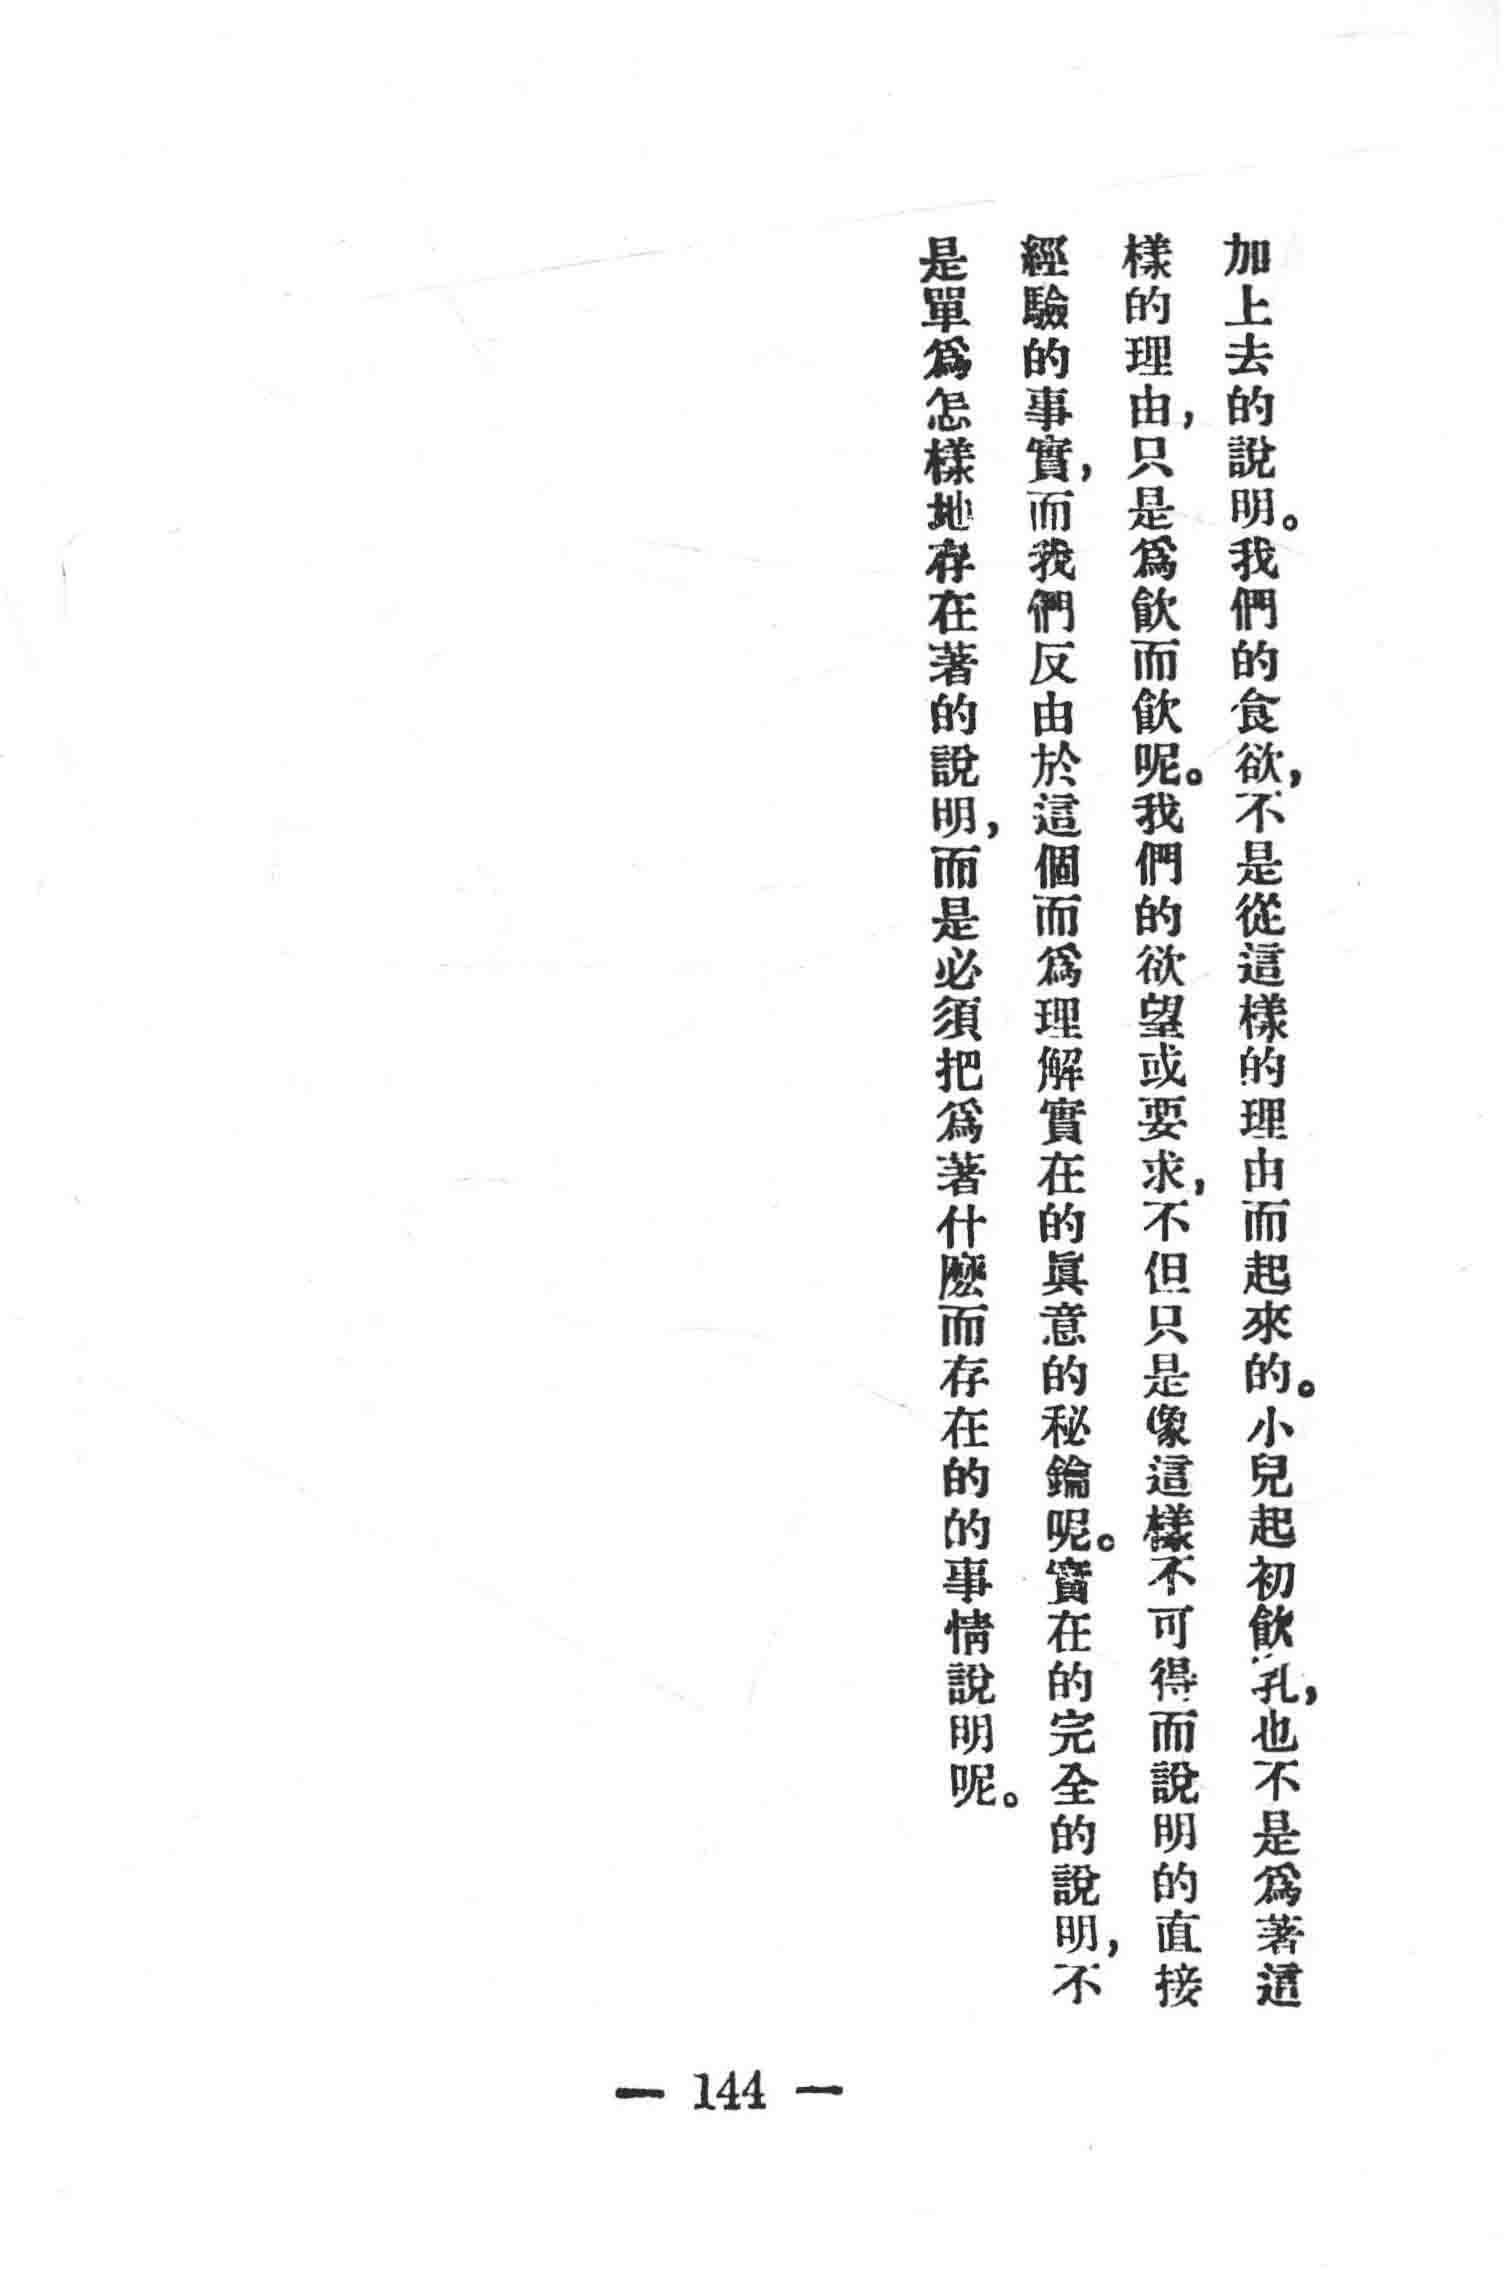 加上去的說明。我們的食欲，不是從這樣的理由而起來的。小兒起初飲乳，也不是爲著這
樣的理由，只是爲飲而飲呢。我們的欲望或要求，不但只是像這樣不可得而說明的直接
經驗的事實，而我們反由於這個而爲理解實在的眞意的秘鑰呢。實在的完全的說明，不
是單爲怎樣地存在著的說明，而是必須把爲著什麼而存在的的事情說明呢。
— 144 —